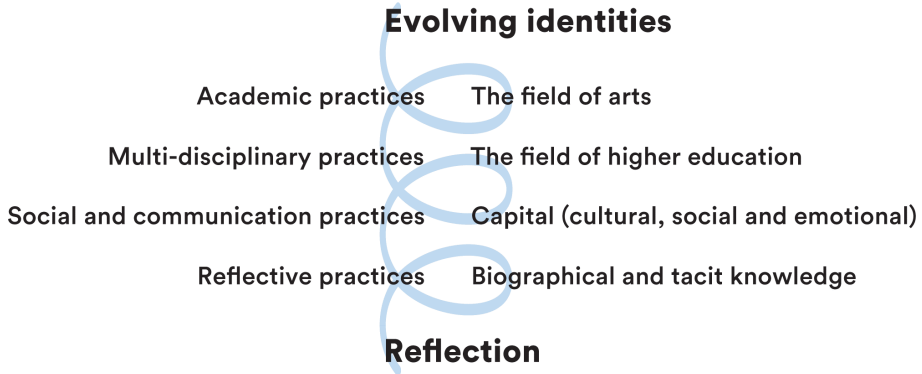 Evolving identities
Academic practices The field of arts
Multi-disciplinary practices The field of higher education
Social and communication practices Capital (cultural, social and emotional)
Reflective practices Biographical and tacit knowledge
Reflection